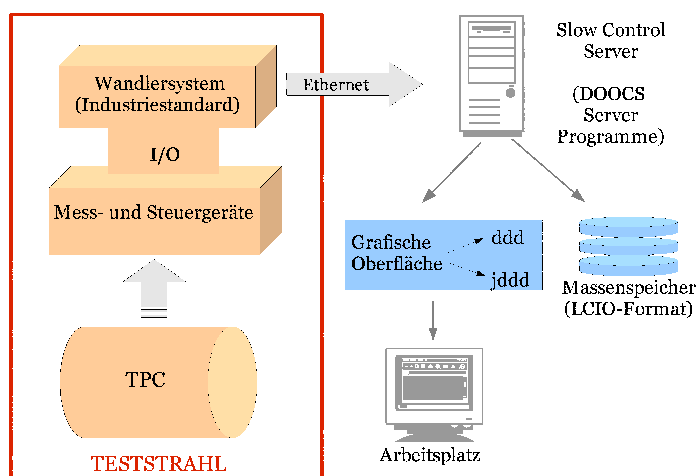 Wandlersystem
(Industriestandard)
I/O
Mess- und Steuergeräte
TPC
TESTSTRAHL
Ethernet
Slow Control
Server
(DOOCS
Server
Programme)
Grafische
Oberfläche
ddd
jddd
Massenspeicher
(LCIO-Format)
Arbeitsplatz